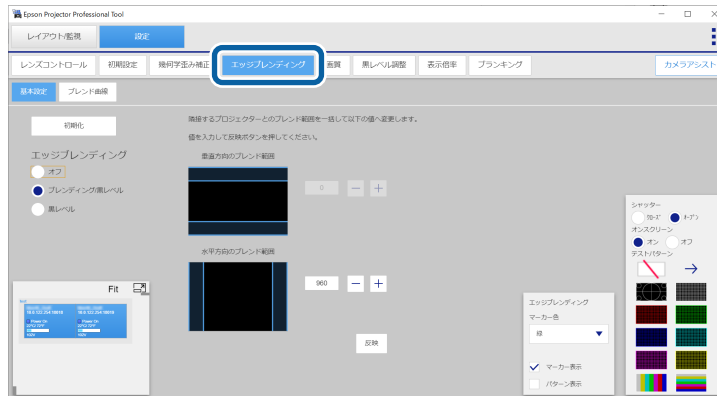 Epson Projector Professional Tool
レイアウト/監視 設定
レンズコントロール 初期設定 幾何学歪み補正 エッジブレンディング 画質 黒レベル調整 表示倍率 ブランキング カメラアシスト
基本設定 ブレンド曲線
初期化
隣接するプロジェクターとのブレンド範囲を一括して以下の値へ変更します。
値を入力して反映ボタンを押してください。
エッジブレンディング
オフ
ブレンディング/黒レベル
黒レベル
垂直方向のブレンド範囲
0
水平方向のブレンド範囲
960
反映
Fit
エッジブレンディング
マーカー色
緑
マーカー表示
パターン表示
シャッター
クローズ オープン
オンスクリーン
オン オフ
テストパターン